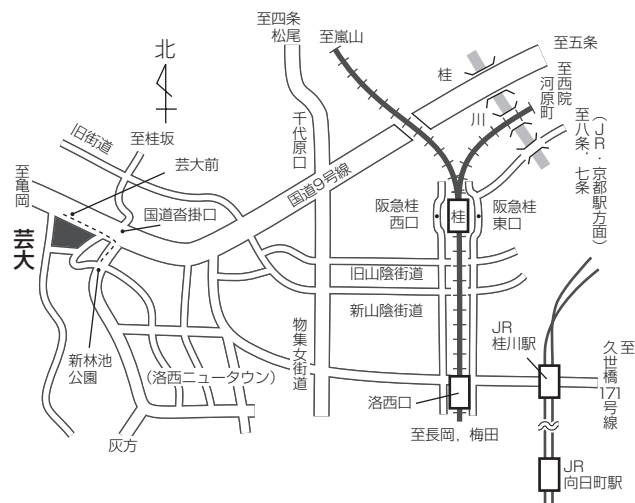 至四条
松尾
至嵐山
至五条
北
桂
川
至西院
河原町
至八条、七条
(JR・京都駅方面)
旧街道
至桂坂
千代原口
至亀岡
芸大前
国道9号線
国道沓掛口
阪急桂
西口
桂
阪急桂
東口
芸大
旧山陰街道
新山陰街道
JR
桂川駅
至
久世橋
171号線
新林池
公園
(洛西ニュータウン)
物集女街道
洛西口
灰方
至長岡,梅田
JR
向日町駅